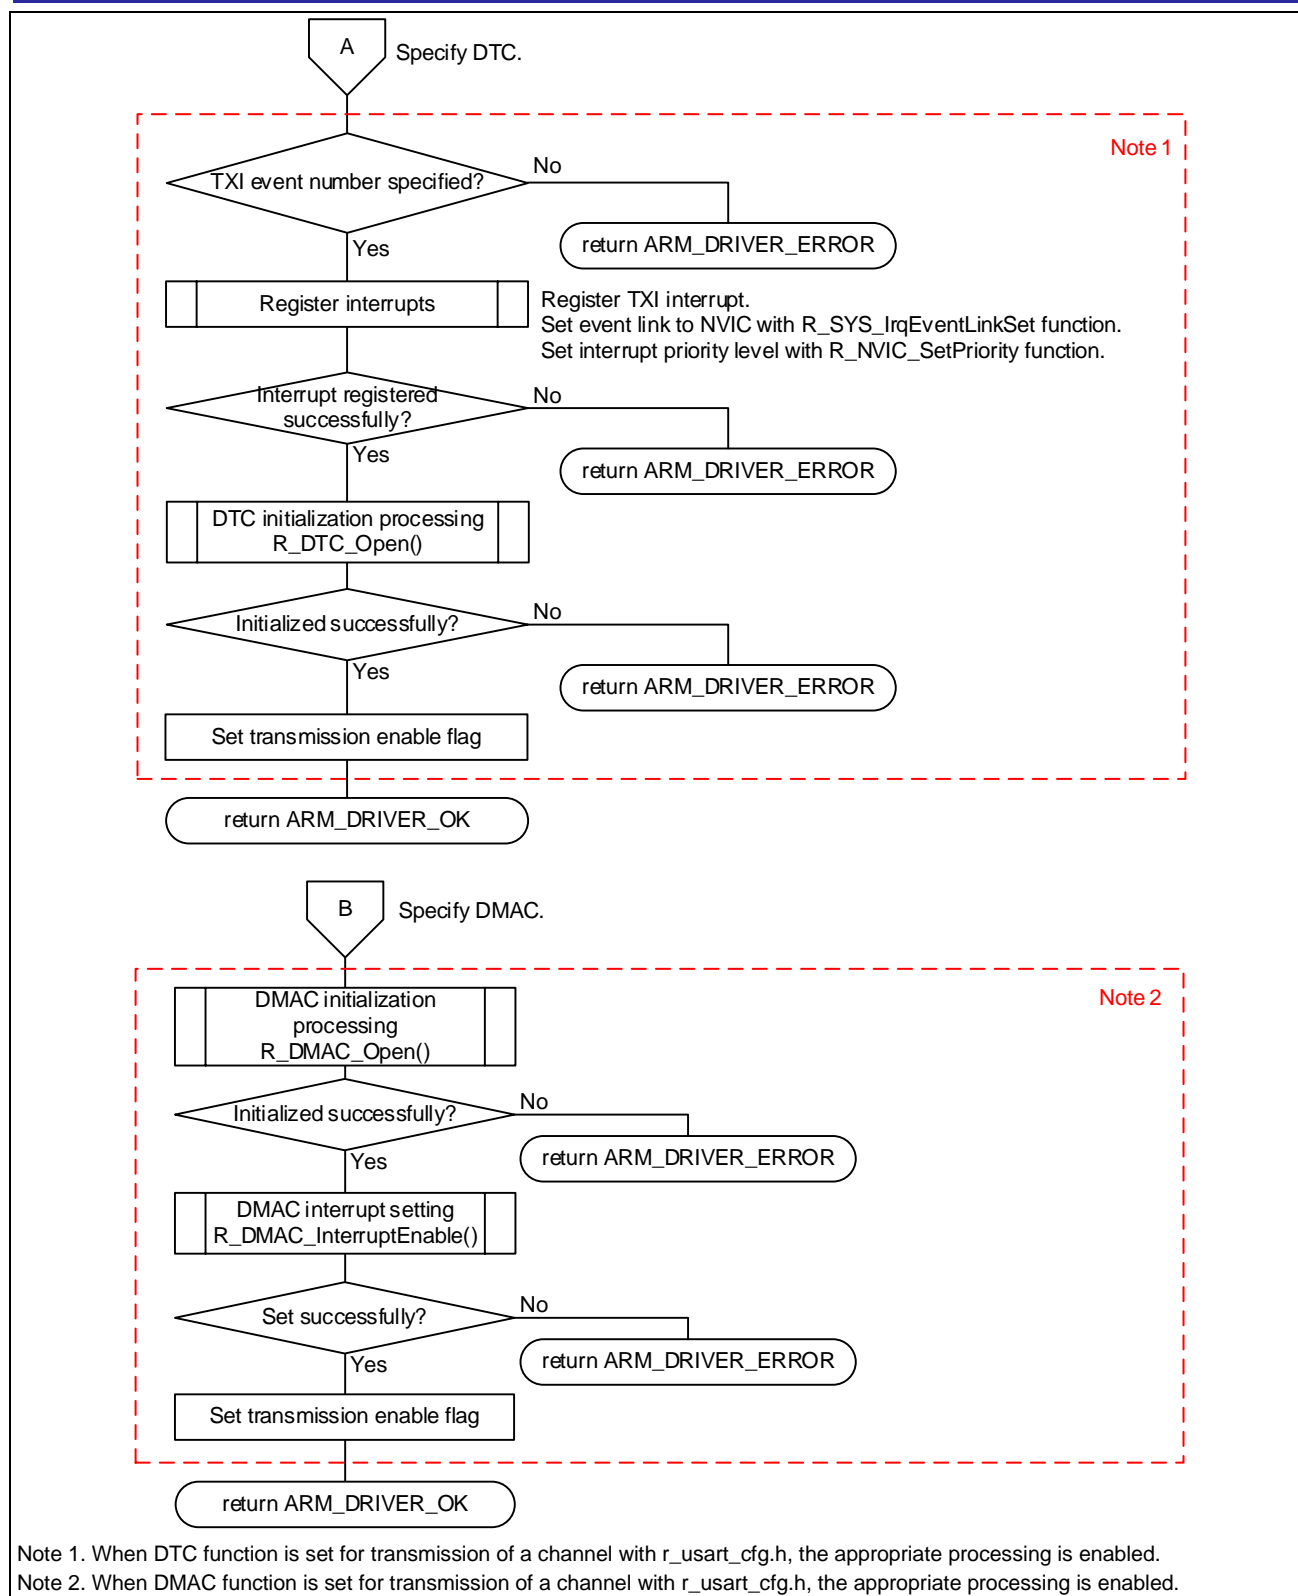 A
Specify DTC.
Note 1
TXI event number specified?
No
return ARM_DRIVER_ERROR
Yes
Register interrupts
Register TXI interrupt.
Set event link to NVIC with R_SYS_IrqEventLinkSet function.
Set interrupt priority level with R_NVIC_SetPriority function.
Interrupt registered
successfully?
No
return ARM_DRIVER_ERROR
Yes
DTC initialization processing
R_DTC_Open()
Initialized successfully?
No
return ARM_DRIVER_ERROR
Yes
Set transmission enable flag
return ARM_DRIVER_OK
B
Specify DMAC.
Note 2
DMAC initialization
processing
R_DMAC_Open()
Initialized successfully?
No
return ARM_DRIVER_ERROR
Yes
DMAC interrupt setting
R_DMAC_InterruptEnable()
Set successfully?
No
return ARM_DRIVER_ERROR
Yes
Set transmission enable flag
return ARM_DRIVER_OK
Note 1. When DTC function is set for transmission of a channel with r_usart_cfg.h, the appropriate processing is enabled.
Note 2. When DMAC function is set for transmission of a channel with r_usart_cfg.h, the appropriate processing is enabled.